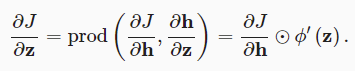 ∂J/∂𝐳 = prod(∂J/∂𝐡, ∂𝐡/∂𝐳) = ∂J/∂𝐡 ⊙ ϕ′(𝐳).